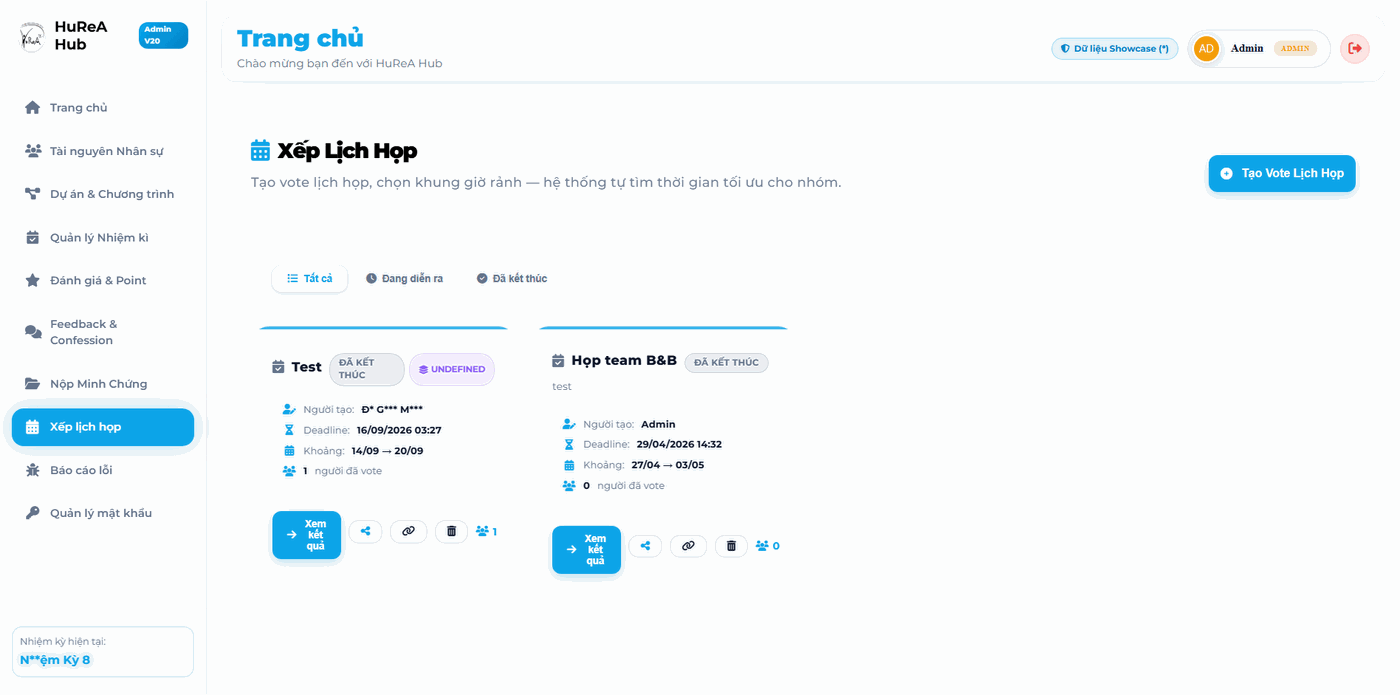 HuReA
Hub
Admin
V20
Trang chủ
Tài nguyên Nhân sự
Dự án & Chương trình
Quản lý Nhiệm kì
Đánh giá & Point
Feedback &
Confession
Nộp Minh Chứng
Xếp lịch họp
Báo cáo lỗi
Quản lý mật khẩu
Nhiệm kỳ hiện tại:
N**ệm Kỳ 8
Trang chủ
Chào mừng bạn đến với HuReA Hub
Dữ liệu Showcase (*)
AD Admin ADMIN
Xếp Lịch Họp
Tạo vote lịch họp, chọn khung giờ rảnh — hệ thống tự tìm thời gian tối ưu cho nhóm.
Tạo Vote Lịch Họp
Tất cả Đang diễn ra Đã kết thúc
Test
ĐÃ KẾT
THÚC
UNDEFINED
Người tạo: Đ* G*** M***
Deadline: 16/09/2026 03:27
Khoảng: 14/09 → 20/09
1 người đã vote
Xem
kết
quả
1
Họp team B&B ĐÃ KẾT THÚC
test
Người tạo: Admin
Deadline: 29/04/2026 14:32
Khoảng: 27/04 → 03/05
0 người đã vote
Xem
kết
quả
0